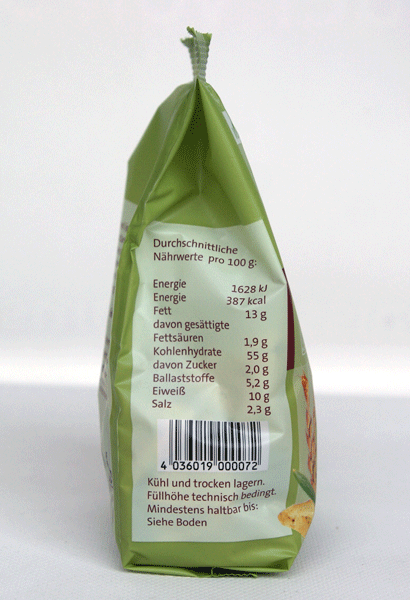 Durchschnittliche
Nährwerte pro 100 g:
Energie 1628 kJ
Energie 387 kcal
Fett 13 g
davon gesättigte
Fettsäuren 1,9 g
Kohlenhydrate 55 g
davon Zucker 2,0 g
Ballaststoffe 5,2 g
Eiweiß 10 g
Salz 2,3 g
4 036019 000072
Kühl und trocken lagern.
Füllhöhe technisch bedingt.
Mindestens haltbar bis:
Siehe Boden